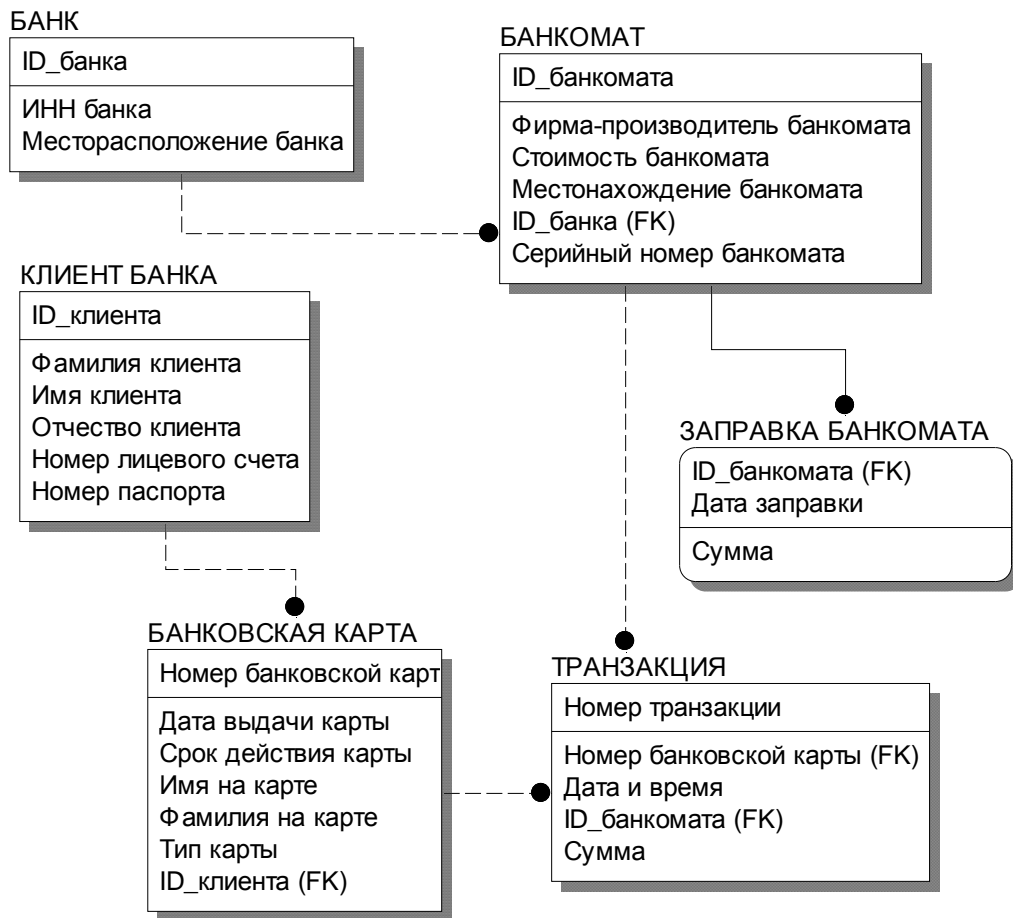 БАНК
ID_банка
ИНН банка
Месторасположение банка
БАНКОМАТ
ID_банкомата
Фирма-производитель банкомата
Стоимость банкомата
Местонахождение банкомата
ID_банка (FK)
Серийный номер банкомата
КЛИЕНТ БАНКА
ID_клиента
Фамилия клиента
Имя клиента
Отчество клиента
Номер лицевого счета
Номер паспорта
ЗАПРАВКА БАНКОМАТА
ID_банкомата (FK)
Дата заправки
Сумма
БАНКОВСКАЯ КАРТА
Номер банковской карт
Дата выдачи карты
Срок действия карты
Имя на карте
Фамилия на карте
Тип карты
ID_клиента (FK)
ТРАНЗАКЦИЯ
Номер транзакции
Номер банковской карты (FK)
Дата и время
ID_банкомата (FK)
Сумма